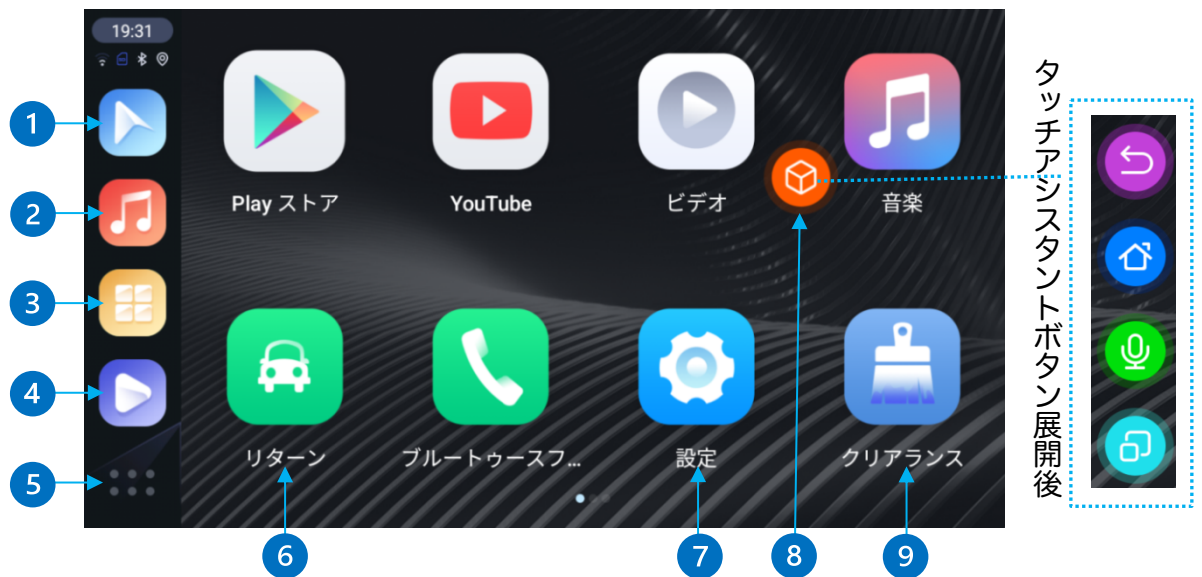 19:31
1
2
3
4
5
Play ストア
YouTube
ビデオ
音楽
リターン
ブルートゥースフ...
設定
クリアランス
6
7
8
9
タッチアシスタントボタン展開後